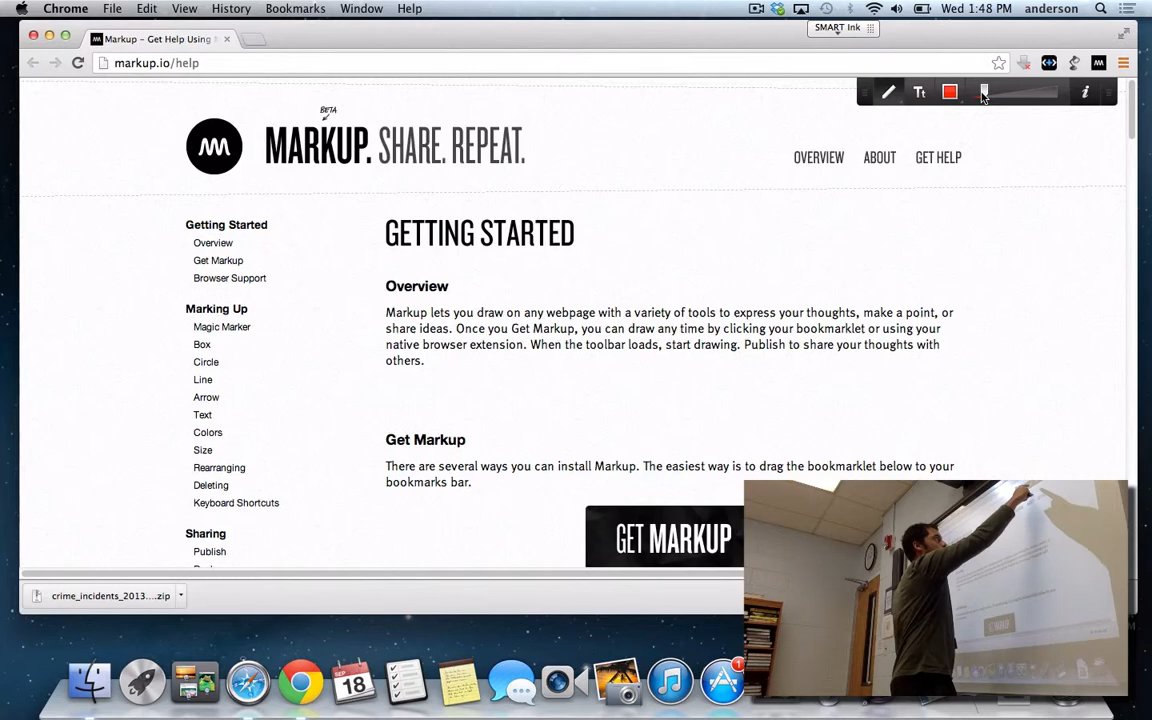 Chrome File Edit View History Bookmarks Window Help Wed 1:48 PM anderson
SMART Ink
Markup – Get Help Using
markup.io/help
Tt i
BETA
MARKUP. SHARE. REPEAT.
OVERVIEW ABOUT GET HELP
Getting Started
Overview
Get Markup
Browser Support
Marking Up
Magic Marker
Box
Circle
Line
Arrow
Text
Colors
Size
Rearranging
Deleting
Keyboard Shortcuts
Sharing
Publish
GETTING STARTED
Overview
Markup lets you draw on any webpage with a variety of tools to express your thoughts, make a point, or
share ideas. Once you Get Markup, you can draw any time by clicking your bookmarklet or using your
native browser extension. When the toolbar loads, start drawing. Publish to share your thoughts with
others.
Get Markup
There are several ways you can install Markup. The easiest way is to drag the bookmarklet below to your
bookmarks bar.
GET MARKUP
crime_incidents_2013....zip
SEP
18
1